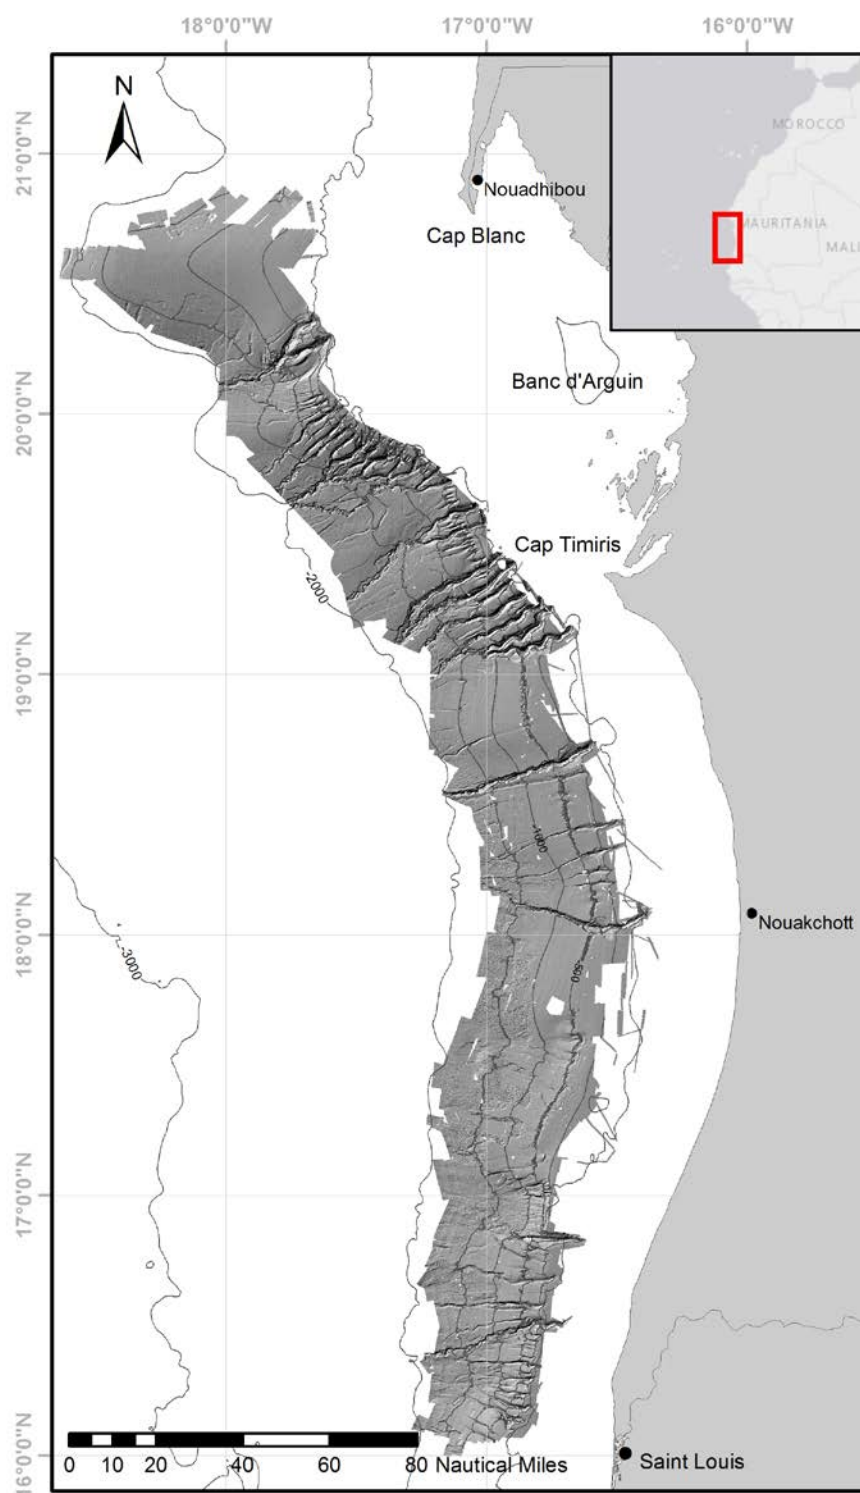 18°0'0"W 17°0'0"W 16°0'0"W
N
MOROCCO
21°0'0"N
Nouadhibou
MAURITANIA
Cap Blanc
MALI
Banc d'Arguin
20°0'0"N
Cap Timiris
-2000
19°0'0"N
-1000
Nouakchott
18°0'0"N
-3000
-500
17°0'0"N
16°0'0"N
Saint Louis
0 10 20 40 60 80 Nautical Miles